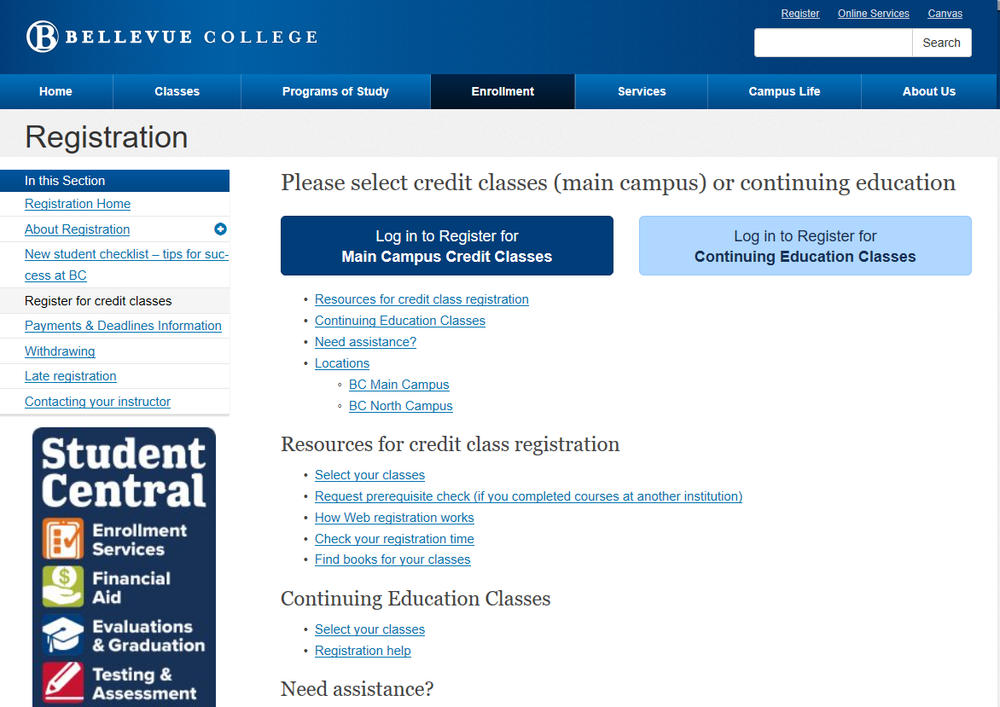 Register Online Services Canvas
BELLEVUE COLLEGE
Search
Home Classes Programs of Study Enrollment Services Campus Life About Us
Registration
In this Section
Registration Home
About Registration
New student checklist – tips for suc-
cess at BC
Register for credit classes
Payments & Deadlines Information
Withdrawing
Late registration
Contacting your instructor
Student
Central
Enrollment
Services
Financial
Aid
Evaluations
& Graduation
Testing &
Assessment
Please select credit classes (main campus) or continuing education
Log in to Register for
Main Campus Credit Classes
Log in to Register for
Continuing Education Classes
• Resources for credit class registration
• Continuing Education Classes
• Need assistance?
• Locations
◦ BC Main Campus
◦ BC North Campus
Resources for credit class registration
• Select your classes
• Request prerequisite check (if you completed courses at another institution)
• How Web registration works
• Check your registration time
• Find books for your classes
Continuing Education Classes
• Select your classes
• Registration help
Need assistance?